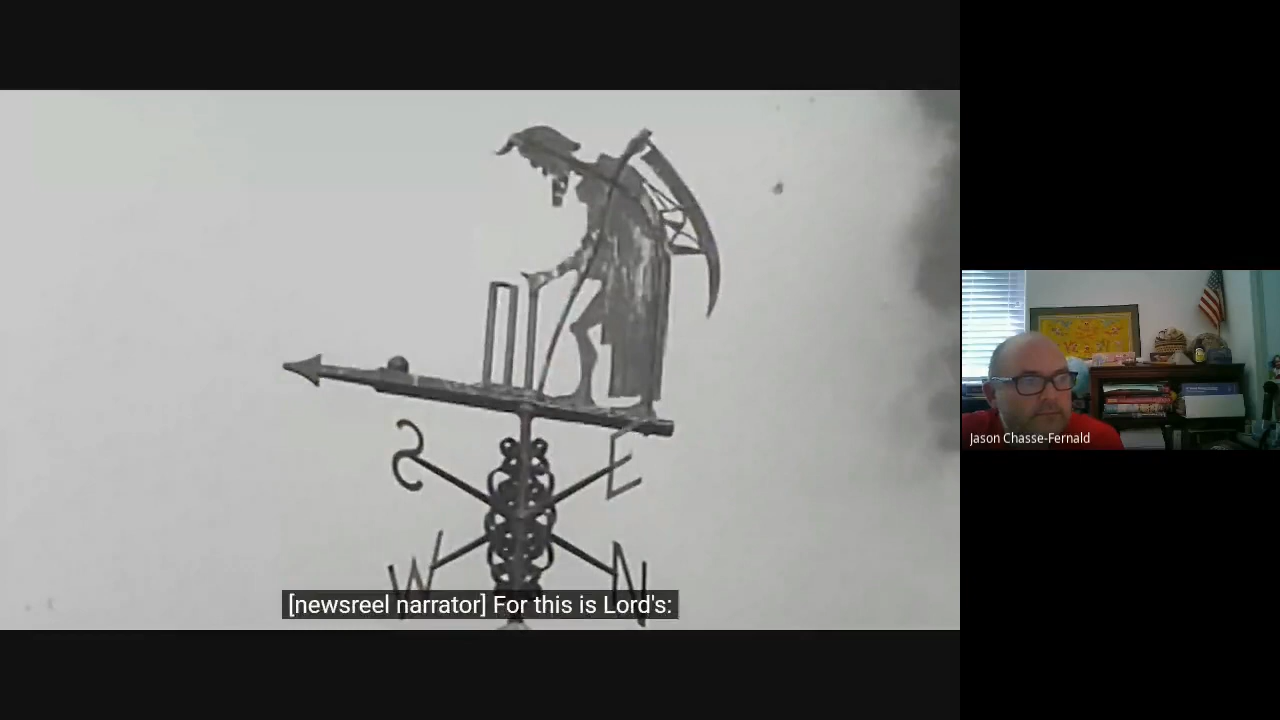 S
E
W
N
[newsreel narrator] For this is Lord's:
Jason Chasse-Fernald